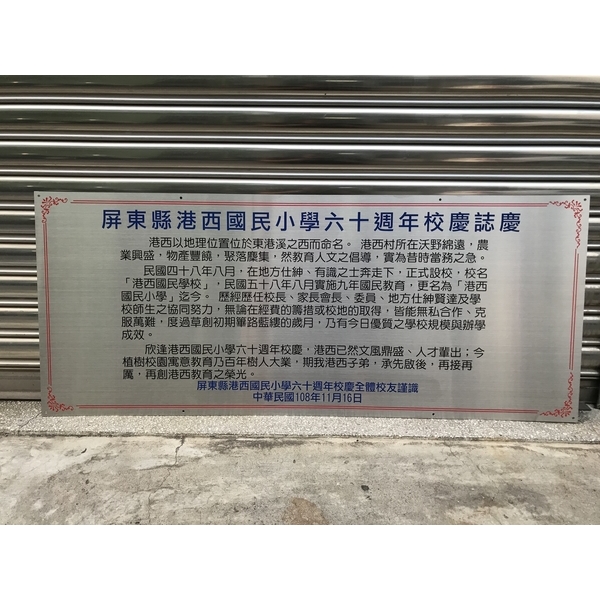 屏東縣港西國民小學六十週年校慶誌慶
港西以地理位置位於東港溪之西而命名。港西村所在沃野綿遠，農
業興盛，物產豐饒，聚落塵集，然教育人文之倡導，實為昔時當務之急。
民國四十八年八月，在地方仕紳、有識之士奔走下，正式設校，校名
「港西國民學校」，民國五十八年八月實施九年國民教育，更名為「港西
國民小學」迄今。歷經歷任校長、家長會長、委員、地方仕紳賢達及學
校師生之協同努力，無論在經費的籌措或校地的取得，皆能無私合作、克
服萬難，度過草創初期篳路藍縷的歲月，乃有今日優質之學校規模與辦學
成效。
欣逢港西國民小學六十週年校慶，港西已然文風鼎盛、人才輩出；今
植樹校園寓意教育乃百年樹人大業，期我港西子弟，承先啟後，再接再
厲，再創港西教育之榮光。
屏東縣港西國民小學六十週年校慶全體校友謹識
中華民國108年11月16日